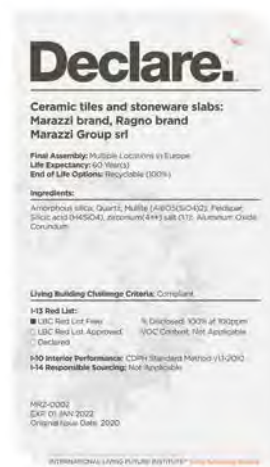 Declare.
Ceramic tiles and stoneware slabs:
Marazzi brand, Ragno brand
Marazzi Group srl
Final Assembly: Multiple Locations in Europe
Life Expectancy: 60 Year(s)
End of Life Options: Recyclable (100%)
Ingredients:
Amorphous silica, Quartz, Mullite (Al6O5(SiO4)2), Feldspar,
Silicic acid (H4SiO4), zirconium(4++) salt (1:1), Aluminum Oxide,
Corundum
Living Building Challenge Criteria: Compliant
I-13 Red List:
LBC Red List Free % Disclosed: 100% at 100ppm
LBC Red List Approved VOC Content: Not Applicable
Declared
I-10 Interior Performance: CDPH Standard Method v1.1-2010
I-14 Responsible Sourcing: Not Applicable
MR2-0002
EXP. 01 JAN 2022
Original Issue Date: 2020
INTERNATIONAL LIVING FUTURE INSTITUTE